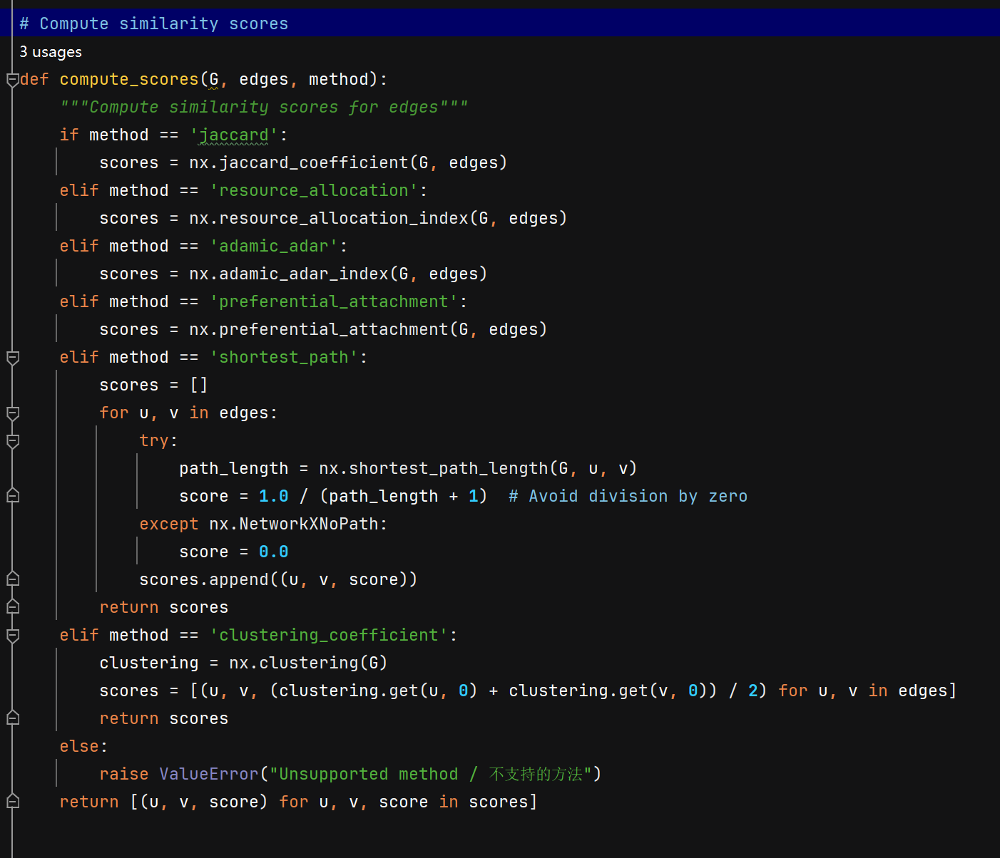 # Compute similarity scores
3 usages
def compute_scores(G, edges, method):
    """Compute similarity scores for edges"""
    if method == 'jaccard':
        scores = nx.jaccard_coefficient(G, edges)
    elif method == 'resource_allocation':
        scores = nx.resource_allocation_index(G, edges)
    elif method == 'adamic_adar':
        scores = nx.adamic_adar_index(G, edges)
    elif method == 'preferential_attachment':
        scores = nx.preferential_attachment(G, edges)
    elif method == 'shortest_path':
        scores = []
        for u, v in edges:
            try:
                path_length = nx.shortest_path_length(G, u, v)
                score = 1.0 / (path_length + 1)  # Avoid division by zero
            except nx.NetworkXNoPath:
                score = 0.0
            scores.append((u, v, score))
        return scores
    elif method == 'clustering_coefficient':
        clustering = nx.clustering(G)
        scores = [(u, v, (clustering.get(u, 0) + clustering.get(v, 0)) / 2) for u, v in edges]
        return scores
    else:
        raise ValueError("Unsupported method / 不支持的方法")
    return [(u, v, score) for u, v, score in scores]